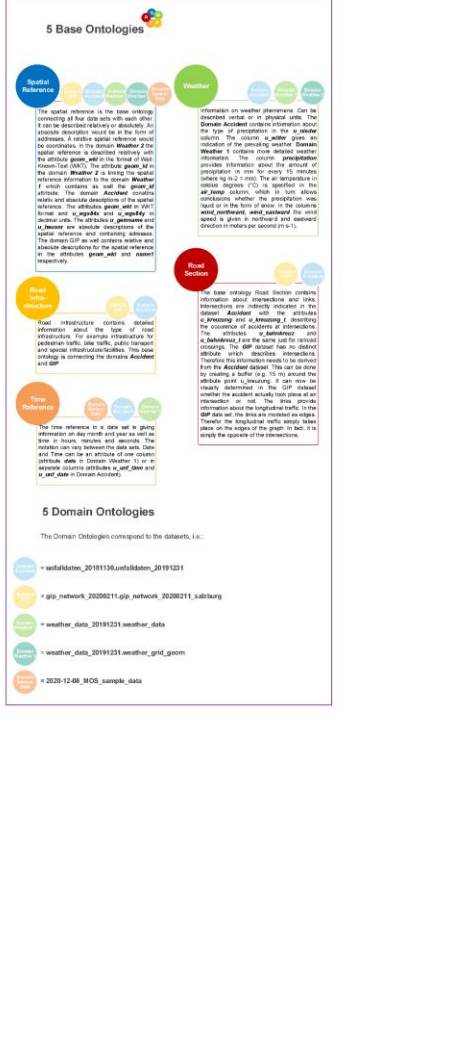 5 Base Ontologies
Spatial
Reference
The spatial reference is the base ontology
connecting all four data sets with each other.
It can be described relatively or absolutely. An
absolute description would be in the form of
addresses. A relative spatial reference would
be coordinates. In the domain Weather 2 the
spatial reference is described relatively with
the attribute geom_wkt in the format of Well-
Known-Text (WKT). The attribute geom_id in
the domain Weather 2 is linking the spatial
reference information to the domain Weather
1 which contains as well the geom_id
attribute. The domain Accident contains
relativ and absolute descriptions of the spatial
reference. The attributes geom_wkt in WKT
format and u_wgs84x and u_wgs84y in
decimal units. The attributes u_gemname and
u_hausnr are absolute descriptions of the
spatial reference and containing adresses.
The domain GIP as well contains relative and
absolute descriptions for the spatial reference
in the attributes geom_wkt and name1
respectively.
Weather
Information on weather phenomena. Can be
described verbal or in physical units. The
Domain Accident contains information about
the type of precipitation in the u_nieder
column. The column u_witter gives an
indication of the prevailing weather. Domain
Weather 1 contains more detailed weather
information. The column precipitation
provides information about the amount of
precipitation in mm for every 15 minutes
(where kg m-2 = mm). The air temperature in
celsius degrees (°C) is specified in the
air_temp column, which in turn allows
conclusions whether the precipitation was
liquid or in the form of snow. In the columns
wind_northward, wind_eastward the wind
speed is given in northward and eastward
direction in meters per second (m s-1).
Road
Infra-
structure
Road infrastructure contains detailed
information about the type of road
infrastructure. For example infrastructure for
pedestrian traffic, bike traffic, public transport
and special infrastructure/facilities. This base
ontology is connecting the domains Accident
and GIP
Road
Section
The base ontology Road Section contains
information about intersections and links.
Intersections are indirectly indicated in the
dataset Accident with the attributes
u_kreuzung and u_kreuzung_t, describing
the occurence of accidents at intersections.
The attributes u_bahnkreuz and
u_bahnkreuz_t are the same just for railroad
crossings. The GIP dataset has no distinct
attribute which describes intersections.
Therefore this information needs to be derived
from the Accident dataset. This can be done
by creating a buffer (e.g. 15 m) around the
attribute point u_kreuzung. It can now be
visually determined in the GIP dataset
whether the accident actually took place at an
intersection or not. The links provide
information about the longitudinal traffic. In the
GIP data set, the links are modeled as edges.
Therefor the longitudinal traffic simply takes
place on the edges of the graph. In fact, it is
simply the opposite of the intersections.
Time
Reference
The time reference in a data set is giving
information on day month and year as well as
time in hours, minutes and seconds. The
notation can vary between the data sets. Date
and Time can be an attribute of one column
(attribute date in Domain Weather 1) or in
seperate columns (attributes u_unf_time and
u_unf_date in Domain Accident).
5 Domain Ontologies
The Domain Ontologies correspond to the datasets, i.e.:
= unfalldaten_20181130.unfalldaten_20191231
= gip_network_20200211.gip_network_20200211_salzburg
= weather_data_20191231.weather_data
= weather_data_20191231.weather_grid_geom
= 2020-12-08_MOS_sample_data